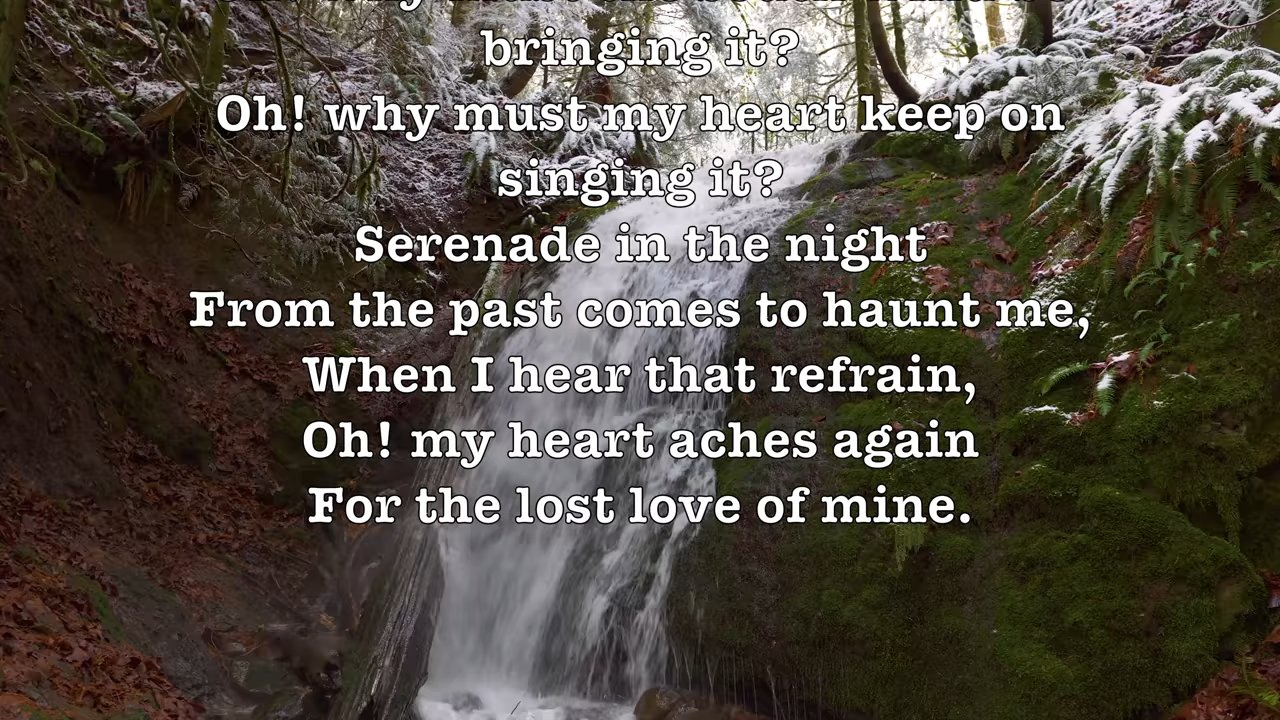 bringing it?
Oh! why must my heart keep on
singing it?
Serenade in the night
From the past comes to haunt me,
When I hear that refrain,
Oh! my heart aches again
For the lost love of mine.